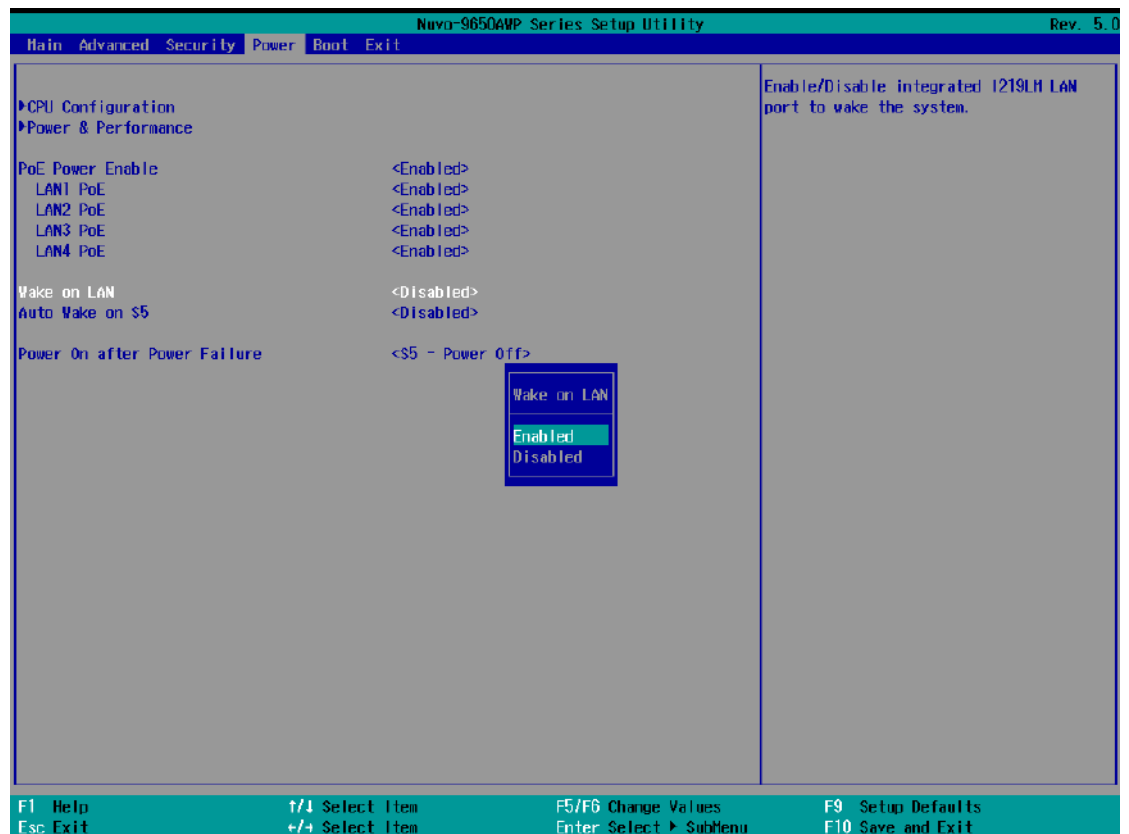 Nuvo-9650AWP Series Setup Utility Rev. 5.0
Main Advanced Security Power Boot Exit
Enable/Disable integrated I219LM LAN
port to wake the system.
▶CPU Configuration
▶Power & Performance
PoE Power Enable <Enabled>
LAN1 PoE <Enabled>
LAN2 PoE <Enabled>
LAN3 PoE <Enabled>
LAN4 PoE <Enabled>
Wake on LAN <Disabled>
Auto Wake on S5 <Disabled>
Power On after Power Failure <S5 - Power Off>
Wake on LAN
Enabled
Disabled
F1 Help ↑/↓ Select Item F5/F6 Change Values F9 Setup Defaults
Esc Exit ←/→ Select Item Enter Select ▶ SubMenu F10 Save and Exit